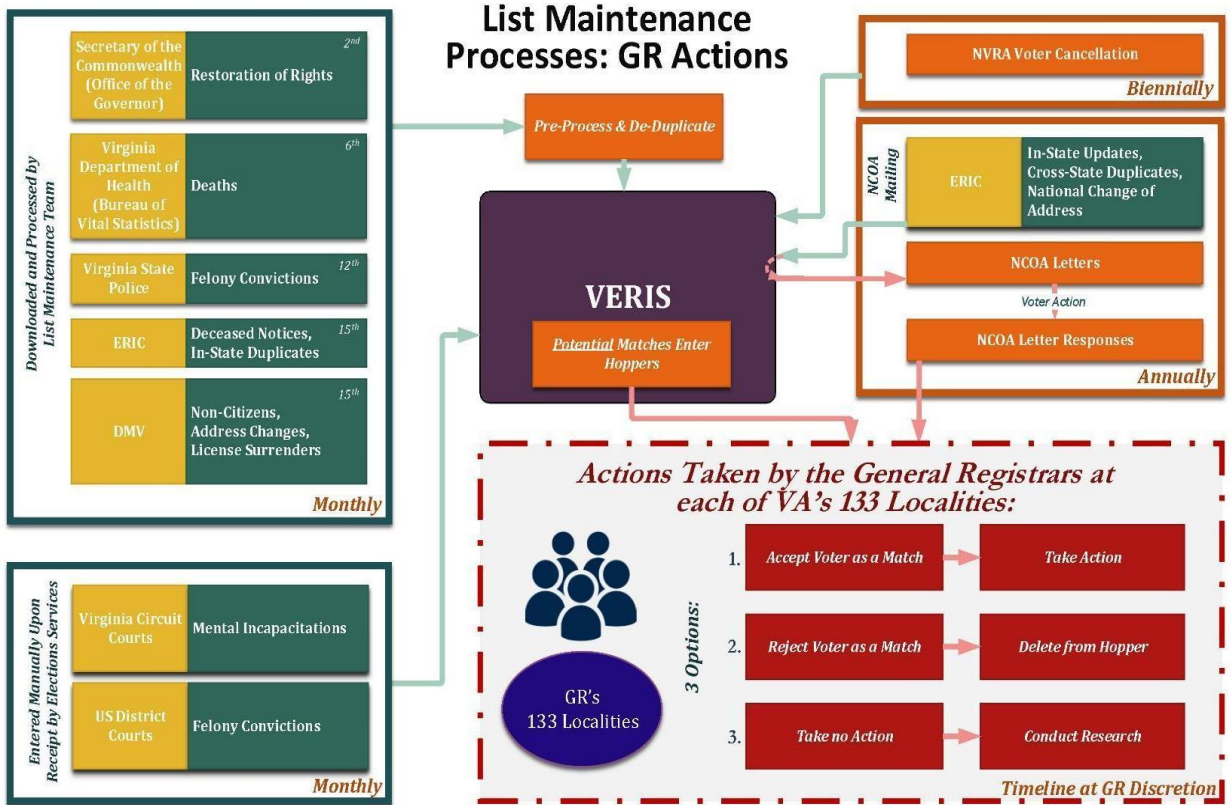 List Maintenance
Processes: GR Actions
Downloaded and Processed by
List Maintenance Team
Secretary of the
Commonwealth
(Office of the
Governor)
Restoration of Rights
2nd
Virginia
Department of
Health
(Bureau of
Vital Statistics)
Deaths
6th
Virginia State
Police
Felony Convictions
12th
ERIC
Deceased Notices,
In-State Duplicates
15th
DMV
Non-Citizens,
Address Changes,
License Surrenders
15th
Monthly
Entered Manually Upon
Receipt by Elections Services
Virginia Circuit
Courts
Mental Incapacitations
US District
Courts
Felony Convictions
Monthly
Pre-Process & De-Duplicate
VERIS
Potential Matches Enter
Hoppers
NVRA Voter Cancellation
Biennially
NCOA
Mailing
ERIC
In-State Updates,
Cross-State Duplicates,
National Change of
Address
NCOA Letters
Voter Action
NCOA Letter Responses
Annually
Actions Taken by the General Registrars at
each of VA's 133 Localities:
GR's
133 Localities
3 Options:
1.
Accept Voter as a Match
Take Action
2.
Reject Voter as a Match
Delete from Hopper
3.
Take no Action
Conduct Research
Timeline at GR Discretion